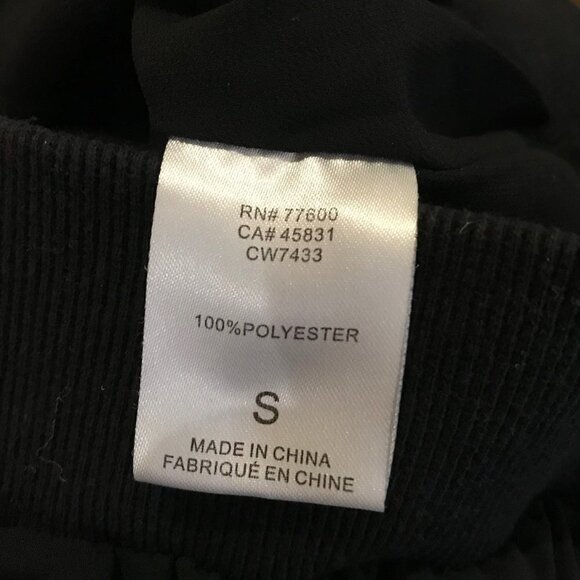 RN# 77600
CA# 45831
CW7433
100%POLYESTER
S
MADE IN CHINA
FABRIQUÉ EN CHINE